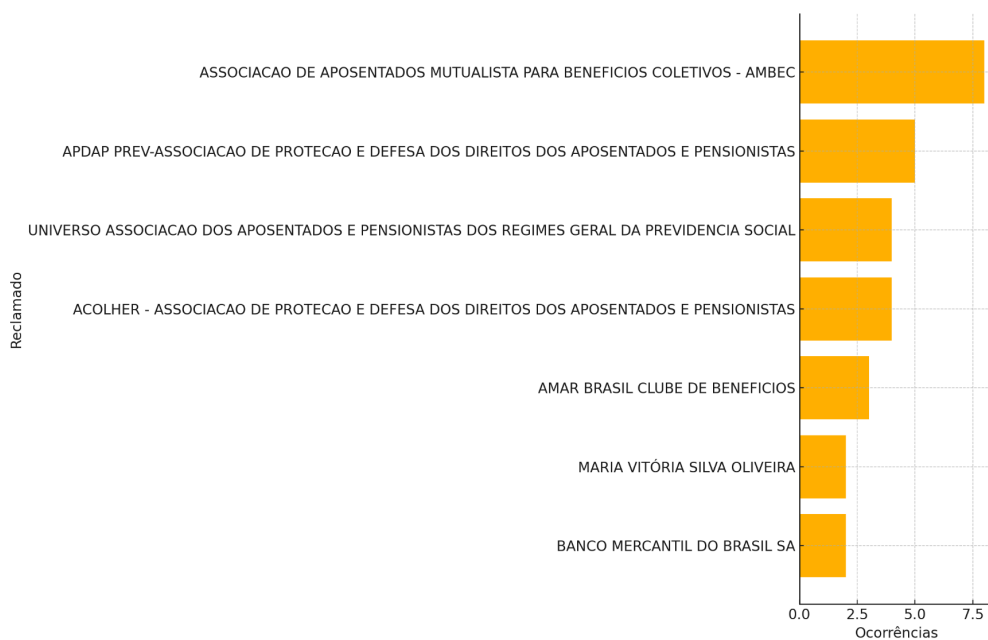 ASSOCIACAO DE APOSENTADOS MUTUALISTA PARA BENEFICIOS COLETIVOS - AMBEC
APDAP PREV-ASSOCIACAO DE PROTECAO E DEFESA DOS DIREITOS DOS APOSENTADOS E PENSIONISTAS
UNIVERSO ASSOCIACAO DOS APOSENTADOS E PENSIONISTAS DOS REGIMES GERAL DA PREVIDENCIA SOCIAL
Reclamado
ACOLHER - ASSOCIACAO DE PROTECAO E DEFESA DOS DIREITOS DOS APOSENTADOS E PENSIONISTAS
AMAR BRASIL CLUBE DE BENEFICIOS
MARIA VITÓRIA SILVA OLIVEIRA
BANCO MERCANTIL DO BRASIL SA
0.0 2.5 5.0 7.5
Ocorrências